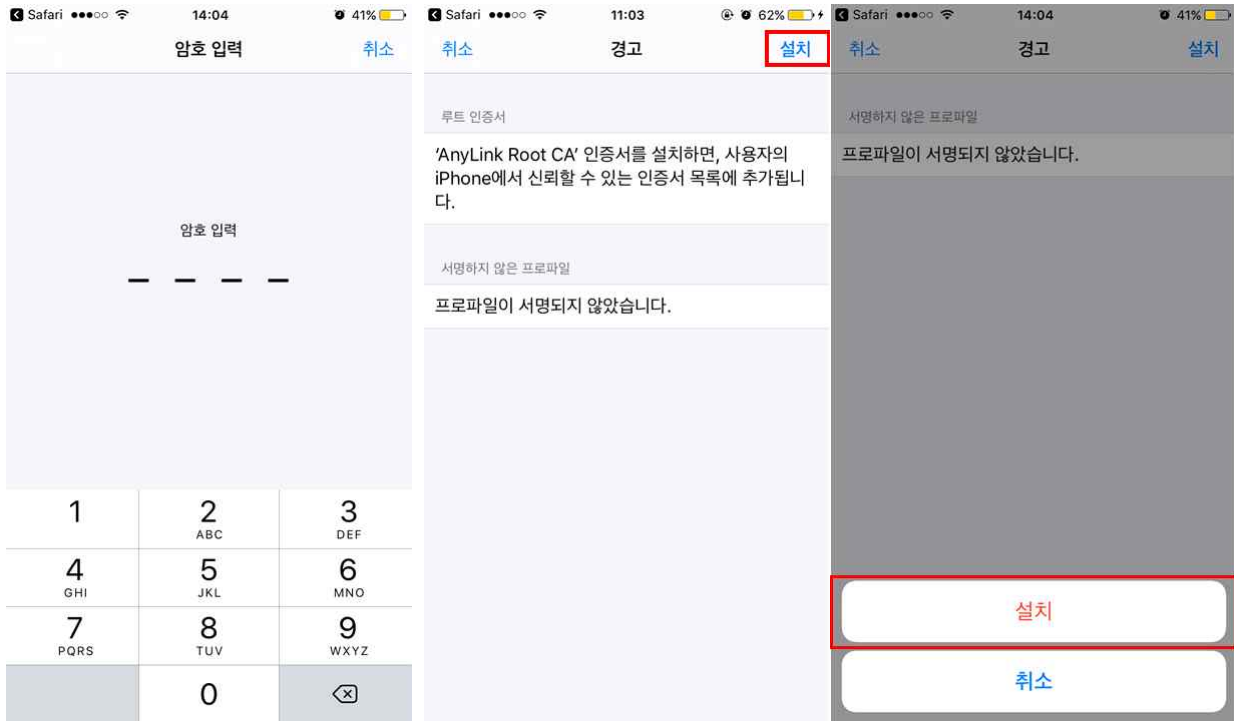 Safari 14:04 41%
암호 입력 취소
암호 입력
1 2 3
ABC DEF
4 5 6
GHI JKL MNO
7 8 9
PQRS TUV WXYZ
0
Safari 11:03 62%
취소 경고 설치
루트 인증서
‘AnyLink Root CA’ 인증서를 설치하면, 사용자의
iPhone에서 신뢰할 수 있는 인증서 목록에 추가됩니
다.
서명하지 않은 프로파일
프로파일이 서명되지 않았습니다.
Safari 14:04 41%
취소 경고 설치
서명하지 않은 프로파일
프로파일이 서명되지 않았습니다.
설치
취소